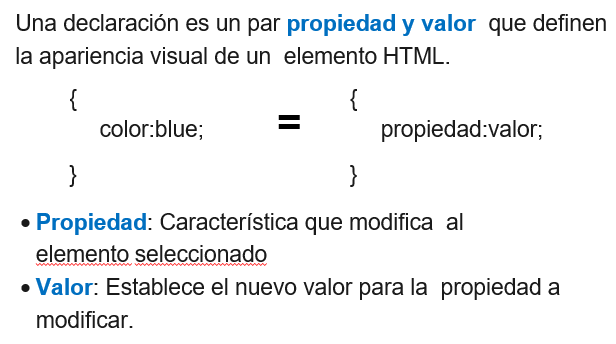 Una declaración es un par propiedad y valor que definen
la apariencia visual de un elemento HTML.
{ {
color:blue; = propiedad:valor;
} }
• Propiedad: Característica que modifica al
elemento seleccionado
• Valor: Establece el nuevo valor para la propiedad a
modificar.